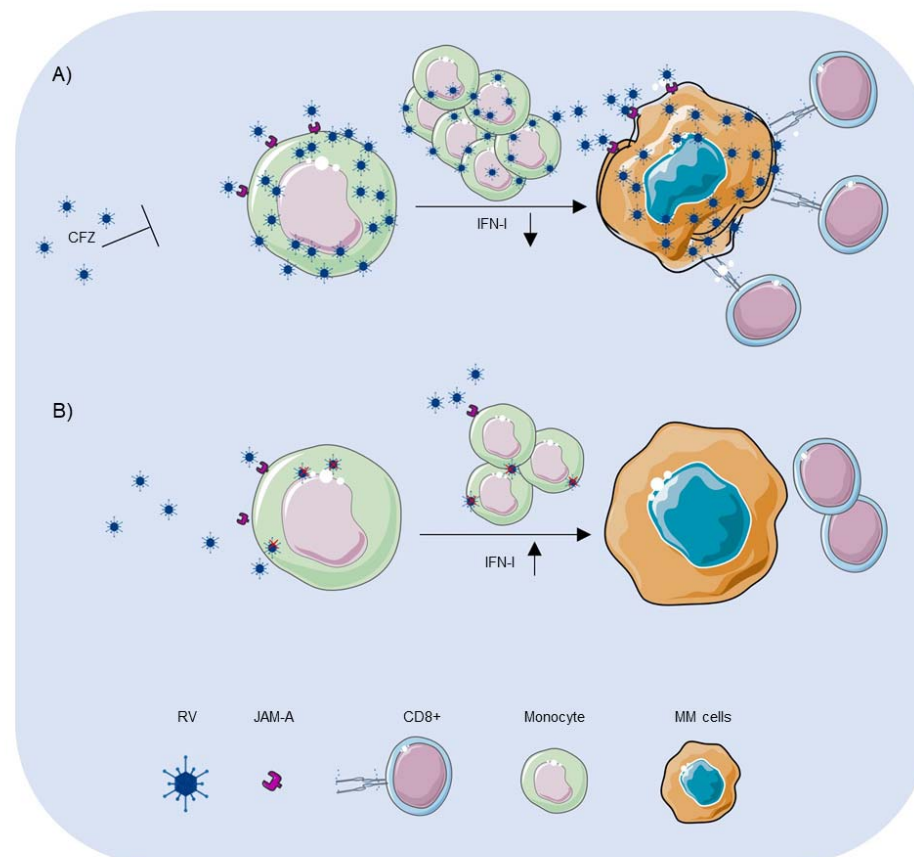 A)
CFZ
IFN-I
B)
IFN-I
RV JAM-A CD8+ Monocyte MM cells